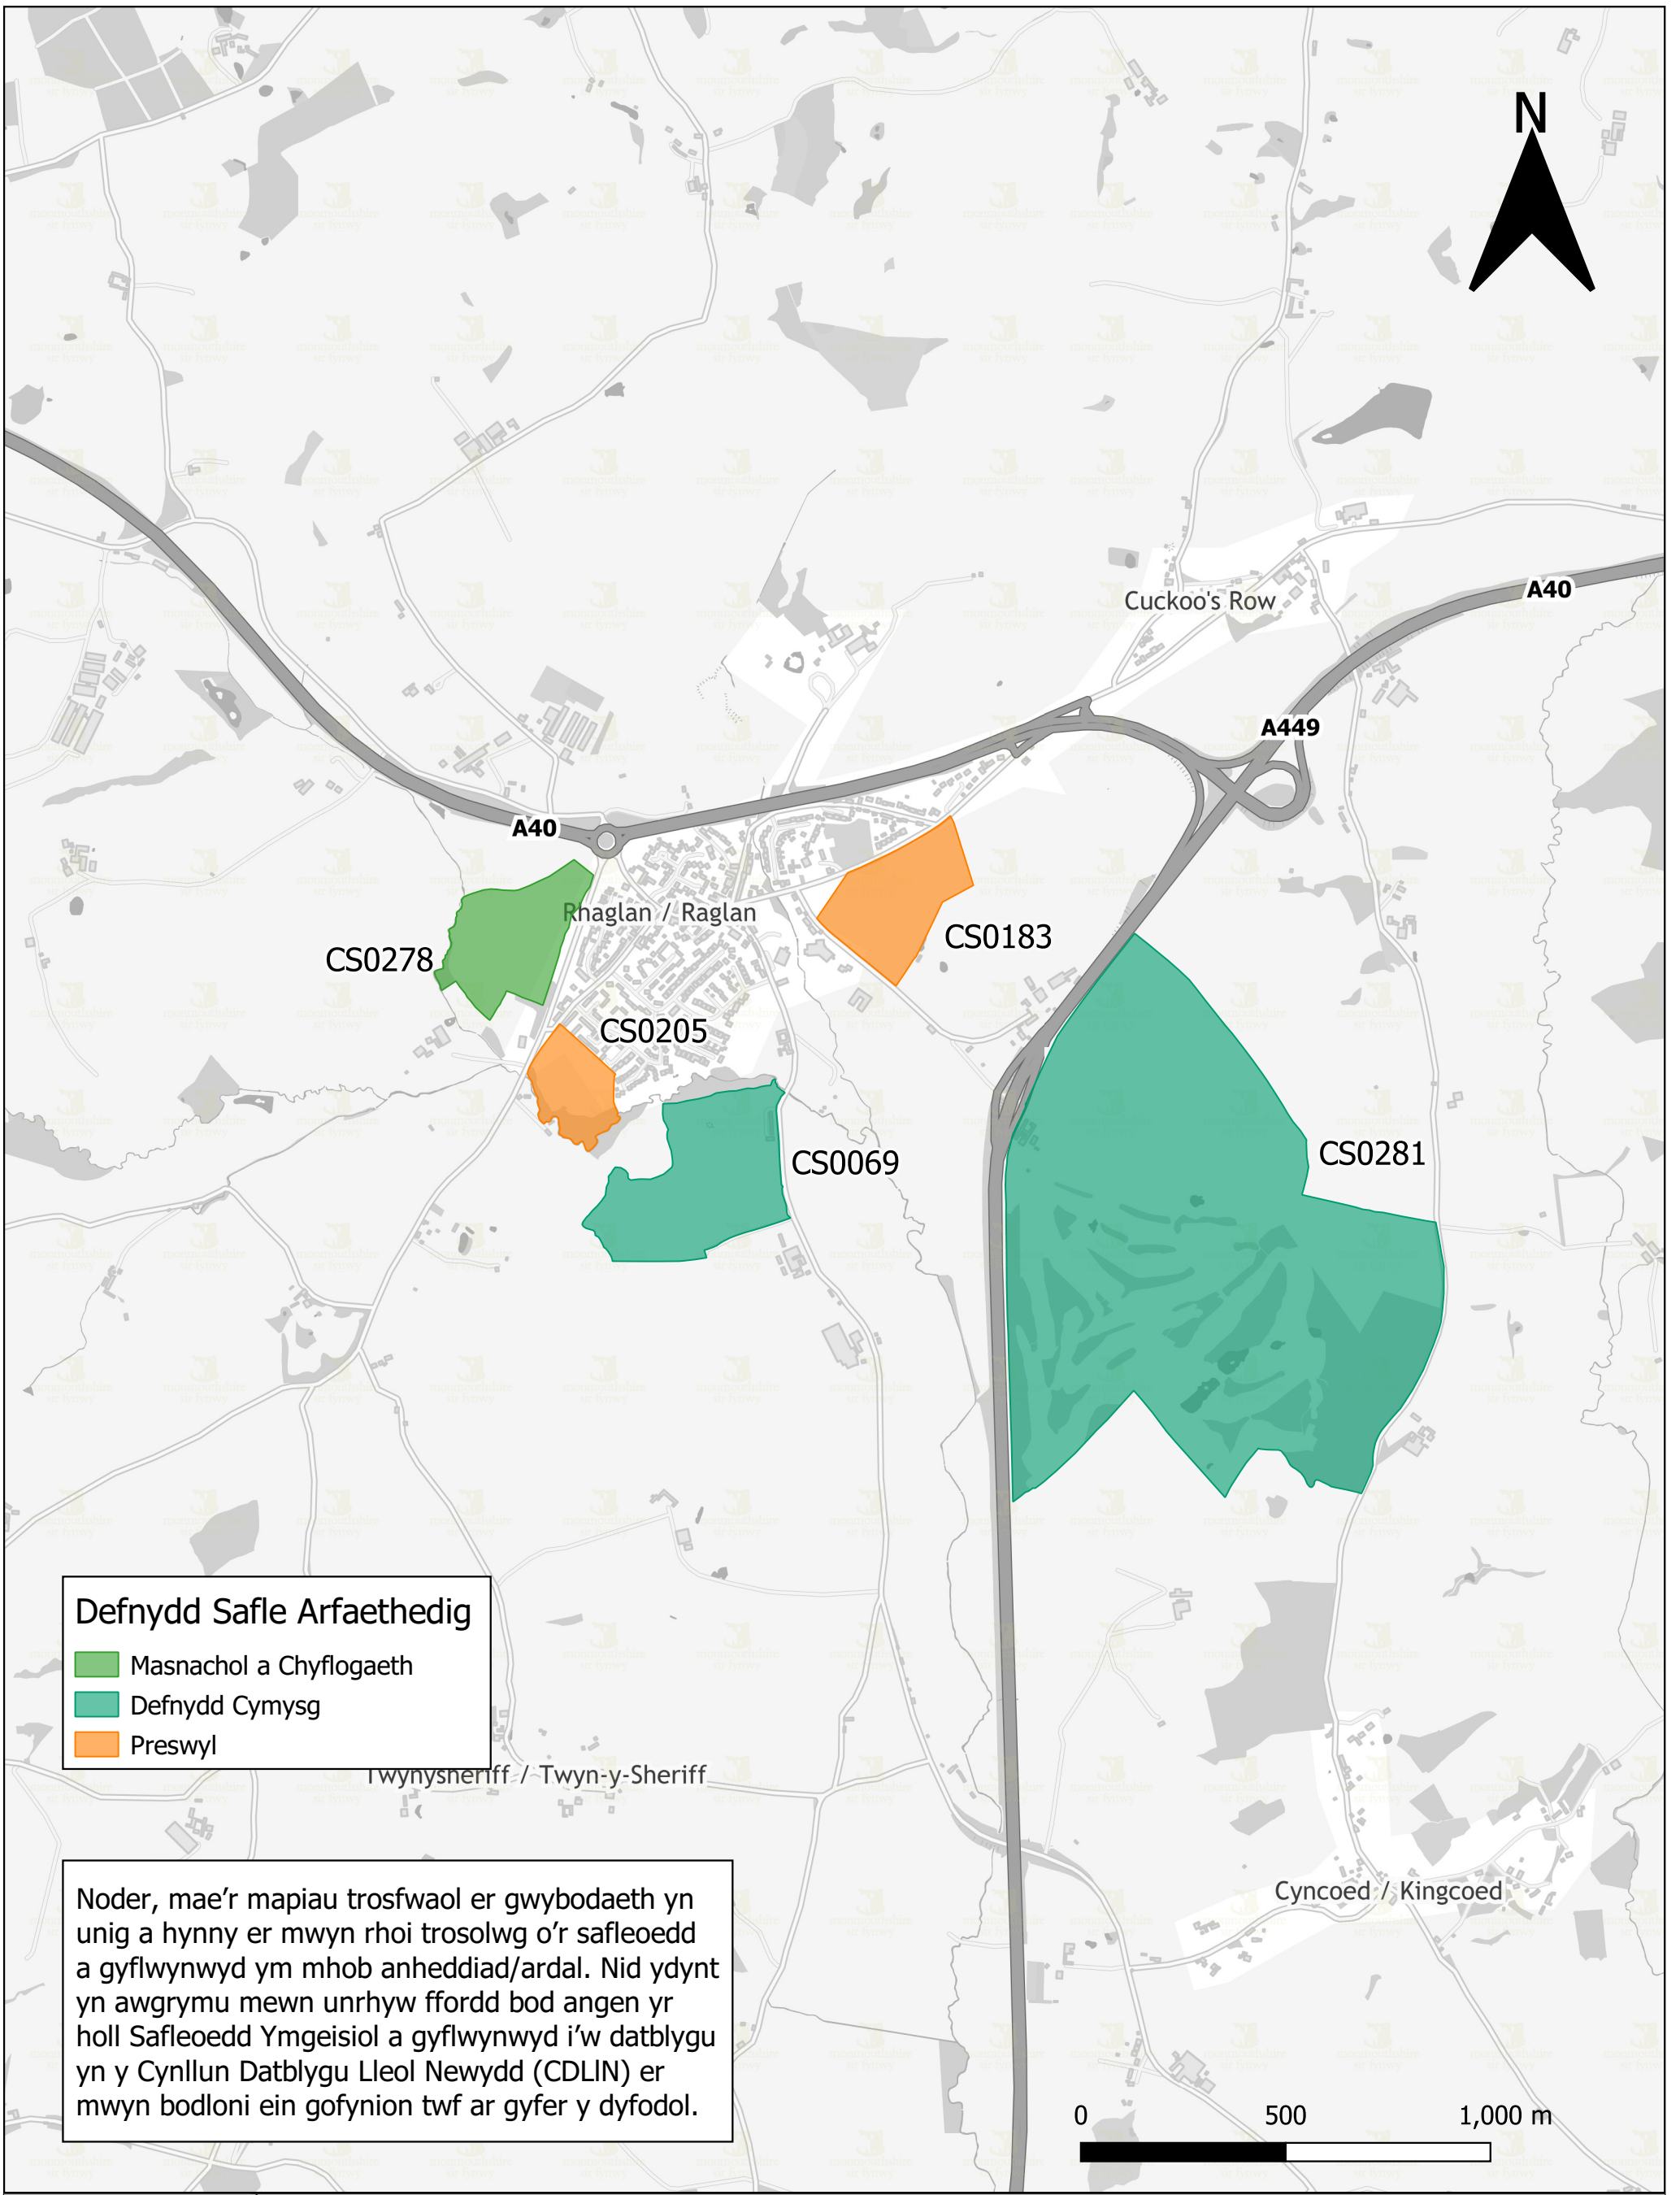 N
Cuckoo's Row
A40
A449
A40
Rhaglan / Raglan
CS0278
CS0183
CS0205
CS0069
CS0281
Defnydd Safle Arfaethedig
Masnachol a Chyflogaeth
Defnydd Cymysg
Preswyl
Twynysheriff / Twyn-y-Sheriff
Noder, mae’r mapiau trosfwaol er gwybodaeth yn
unig a hynny er mwyn rhoi trosolwg o’r safleoedd
a gyflwynwyd ym mhob anheddiad/ardal. Nid ydynt
yn awgrymu mewn unrhyw ffordd bod angen yr
holl Safleoedd Ymgeisiol a gyflwynwyd i’w datblygu
yn y Cynllun Datblygu Lleol Newydd (CDLlN) er
mwyn bodloni ein gofynion twf ar gyfer y dyfodol.
Cyncoed / Kingcoed
0 500 1,000 m
monmouthshire
sir fynwy